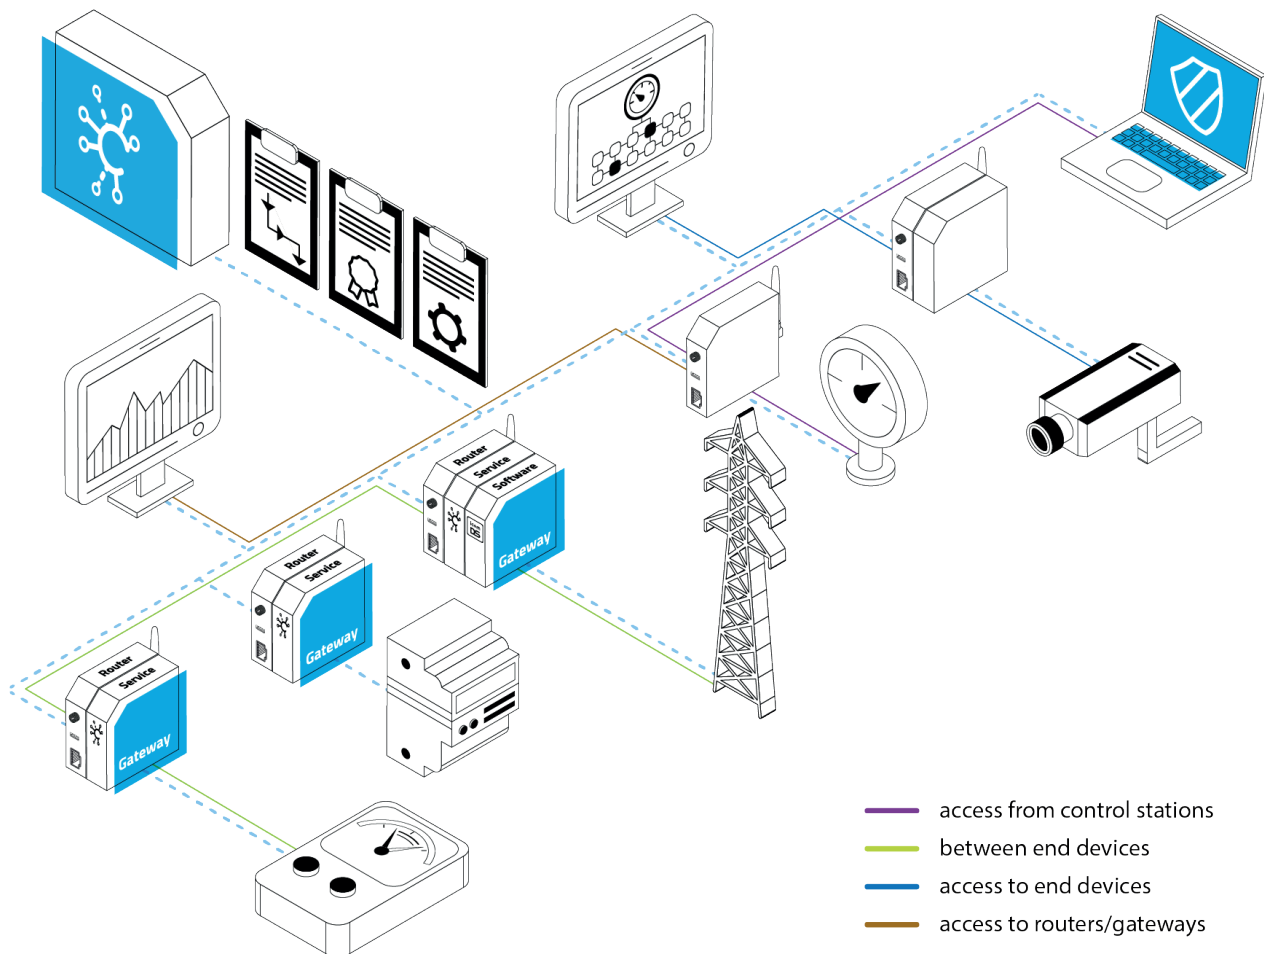 Router
Service
Software
Gateway
Router
Service
Gateway
Router
Service
Gateway
access from control stations
between end devices
access to end devices
access to routers/gateways